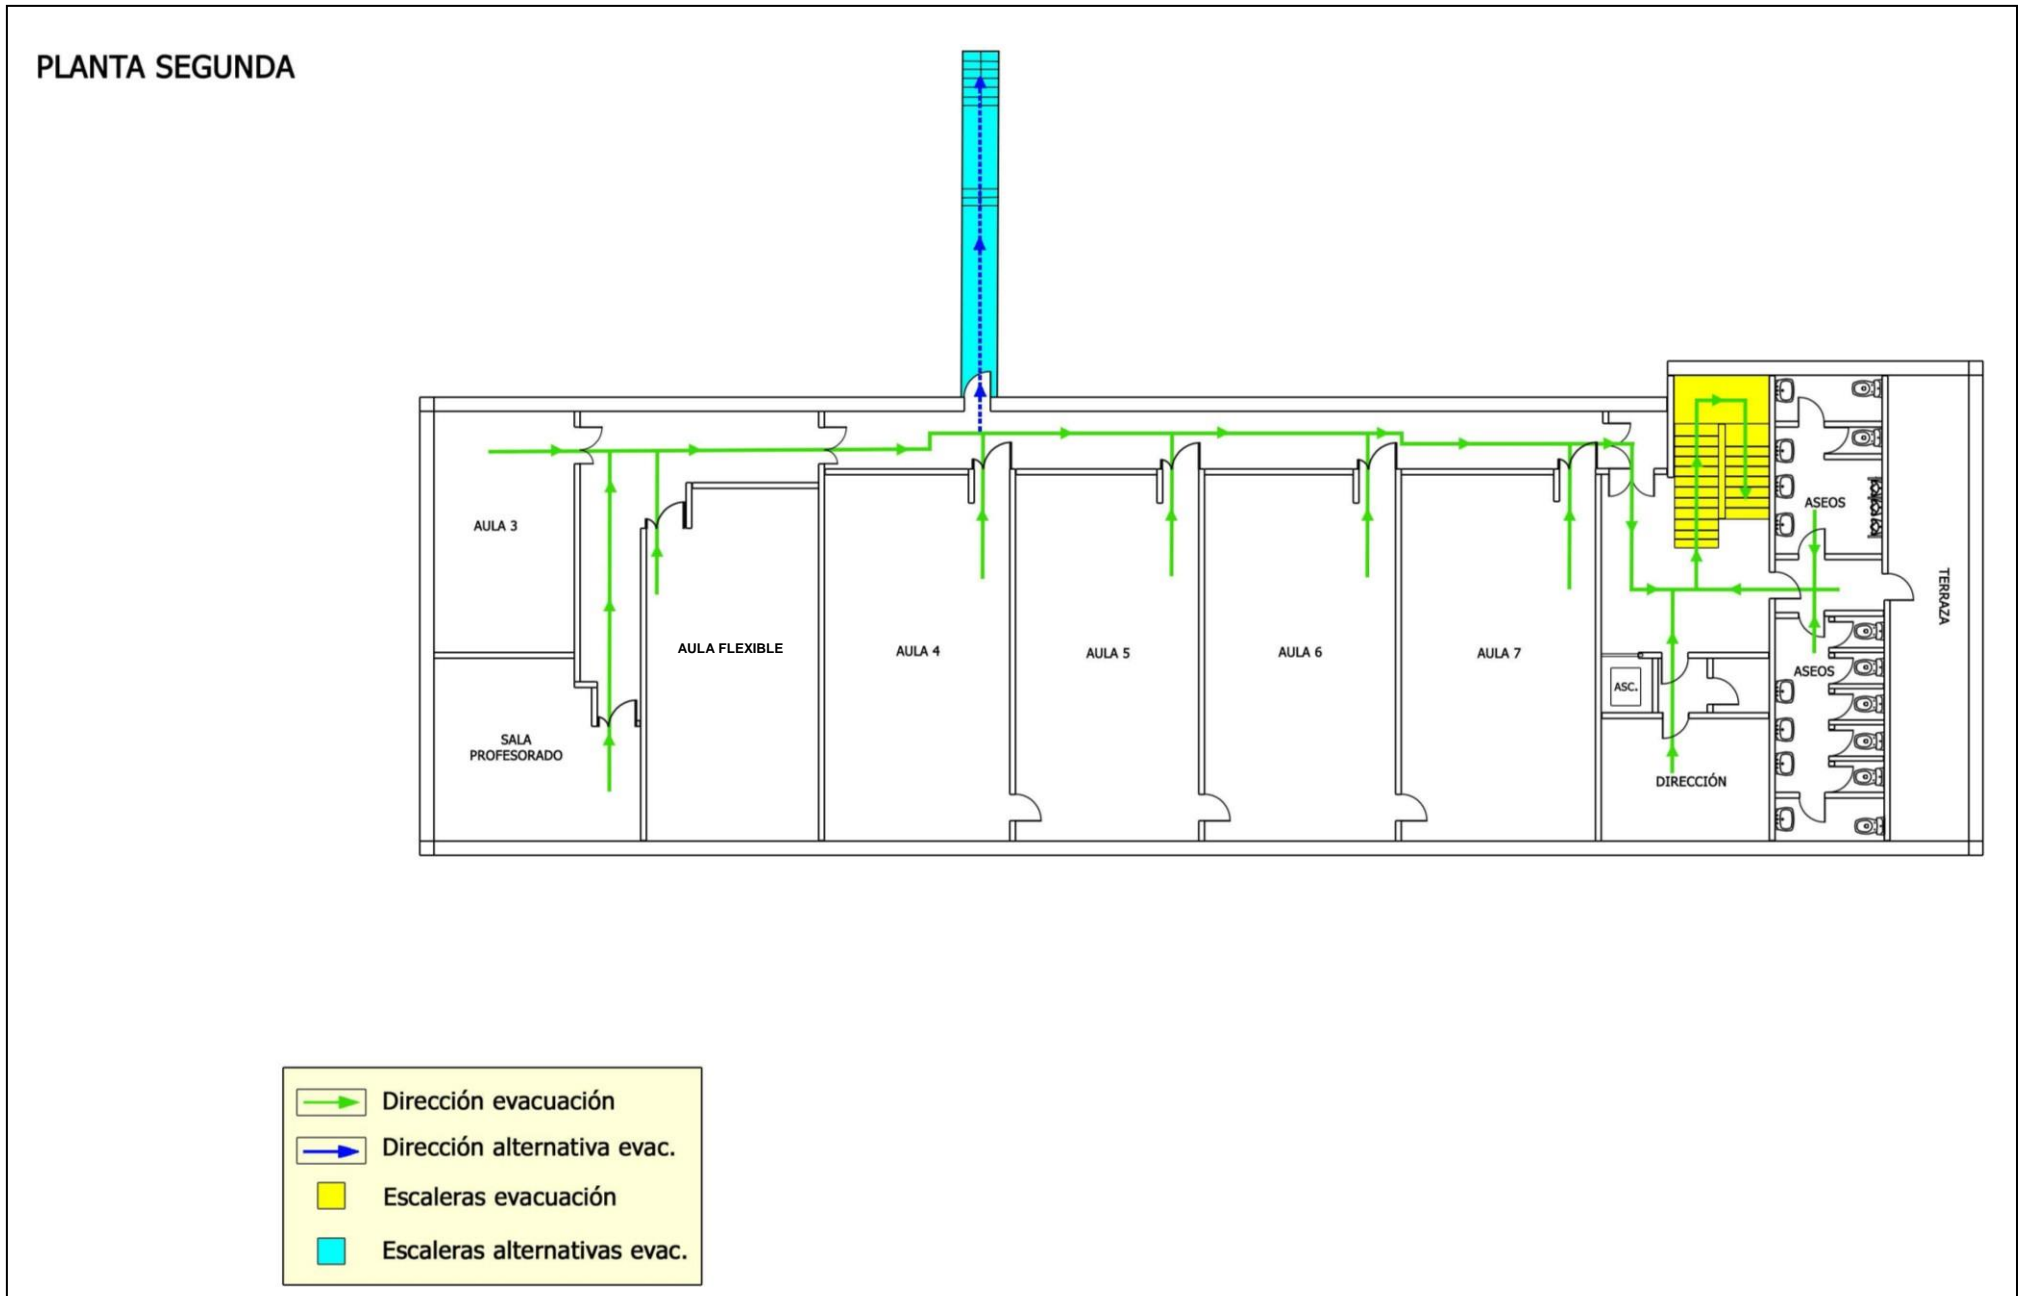 PLANTA SEGUNDA
AULA 3
AULA FLEXIBLE
AULA 4
AULA 5
AULA 6
AULA 7
ASEOS
TERRAZA
ASEOS
ASC.
SALA
PROFESORADO
DIRECCIÓN
Dirección evacuación
Dirección alternativa evac.
Escaleras evacuación
Escaleras alternativas evac.